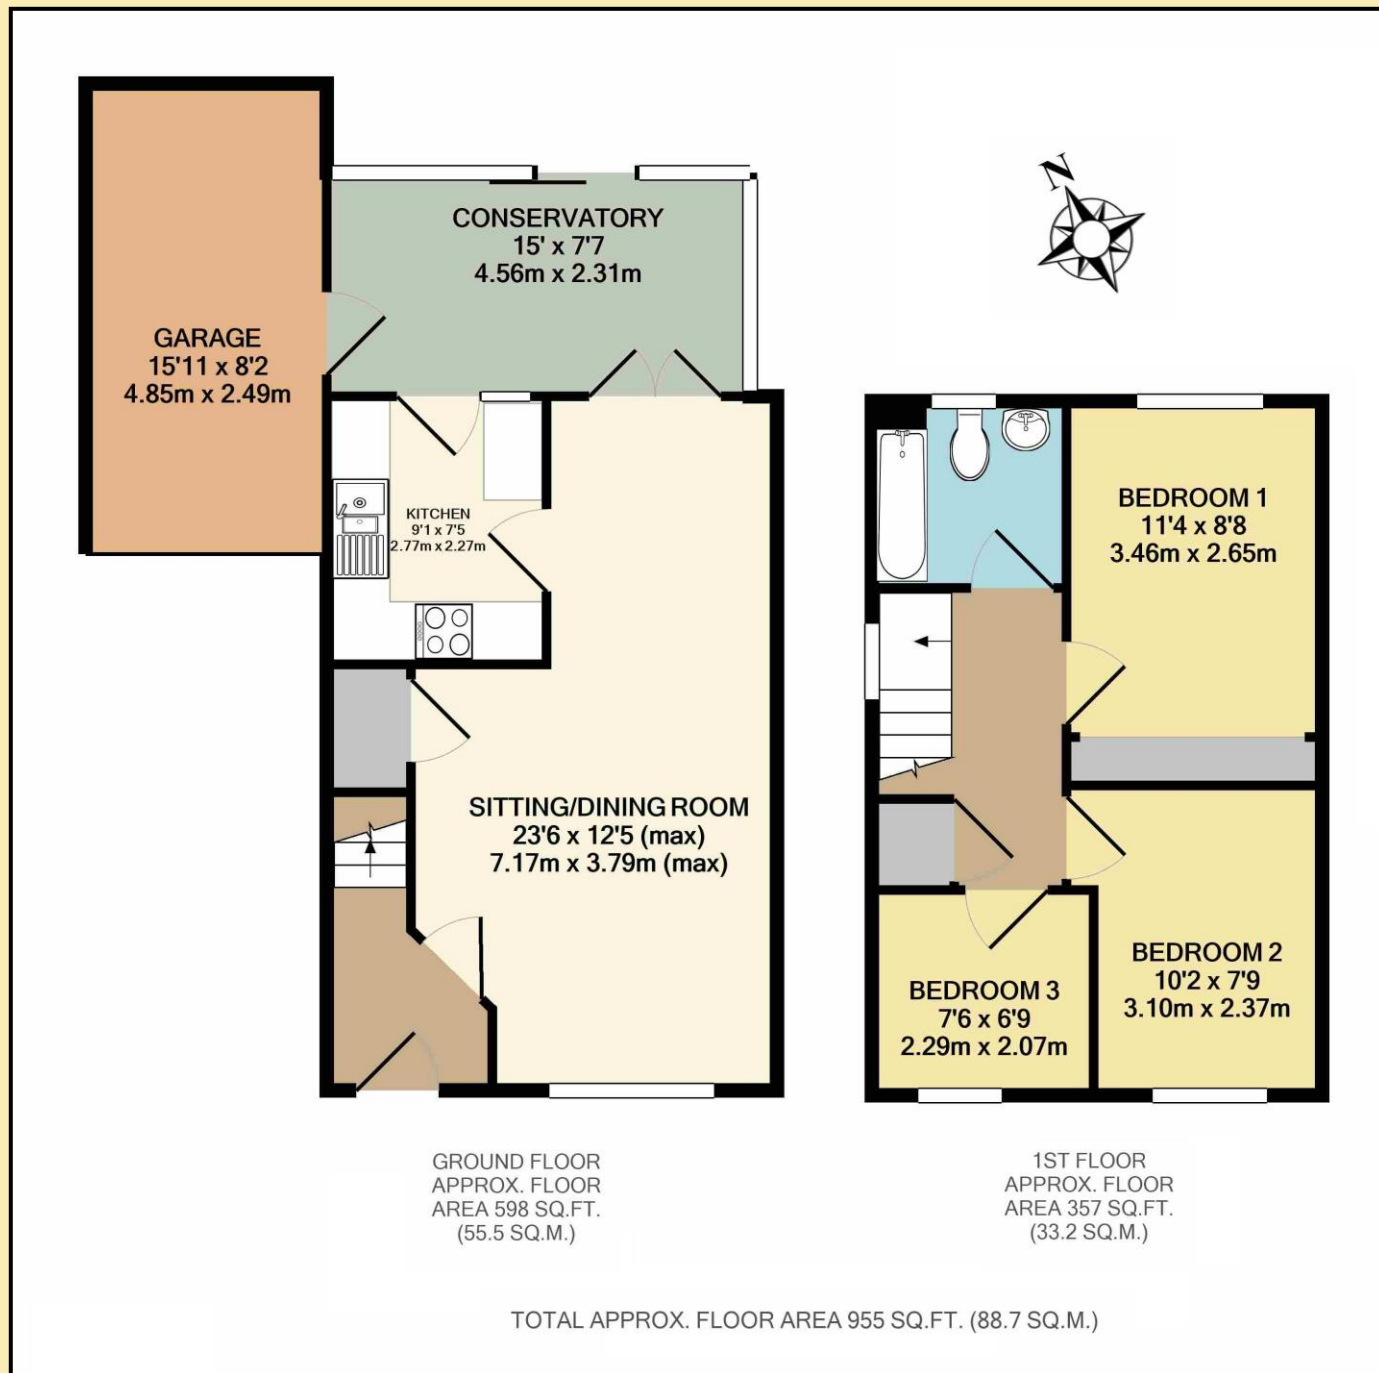 N
CONSERVATORY
15' x 7'7
4.56m x 2.31m
GARAGE
15'11 x 8'2
4.85m x 2.49m
KITCHEN
9'1 x 7'5
2.77m x 2.27m
SITTING/DINING ROOM
23'6 x 12'5 (max)
7.17m x 3.79m (max)
BEDROOM 1
11'4 x 8'8
3.46m x 2.65m
BEDROOM 2
10'2 x 7'9
3.10m x 2.37m
BEDROOM 3
7'6 x 6'9
2.29m x 2.07m
GROUND FLOOR
APPROX. FLOOR
AREA 598 SQ.FT.
(55.5 SQ.M.)
1ST FLOOR
APPROX. FLOOR
AREA 357 SQ.FT.
(33.2 SQ.M.)
TOTAL APPROX. FLOOR AREA 955 SQ.FT. (88.7 SQ.M.)